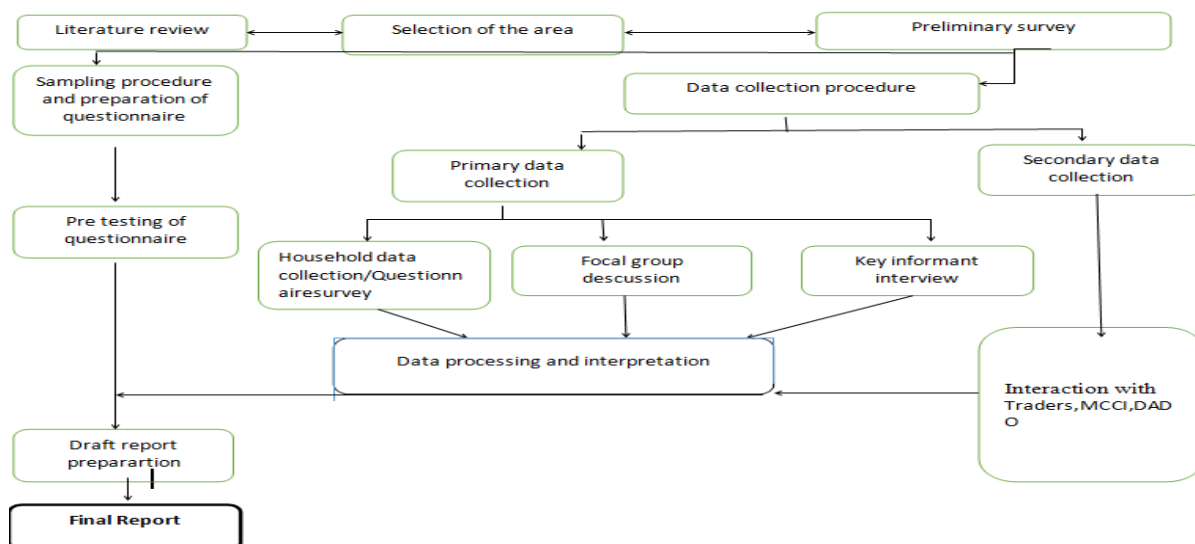 Literature review
Selection of the area
Preliminary survey
Sampling procedure
and preparation of
questionnaire
Data collection procedure
Primary data
collection
Secondary data
collection
Pre testing of
questionnaire
Household data
collection/Questionn
airesurvey
Focal group
descussion
Key informant
interview
Data processing and interpretation
Interaction with
Traders,MCCI,DAD
O
Draft report
preparartion
Final Report